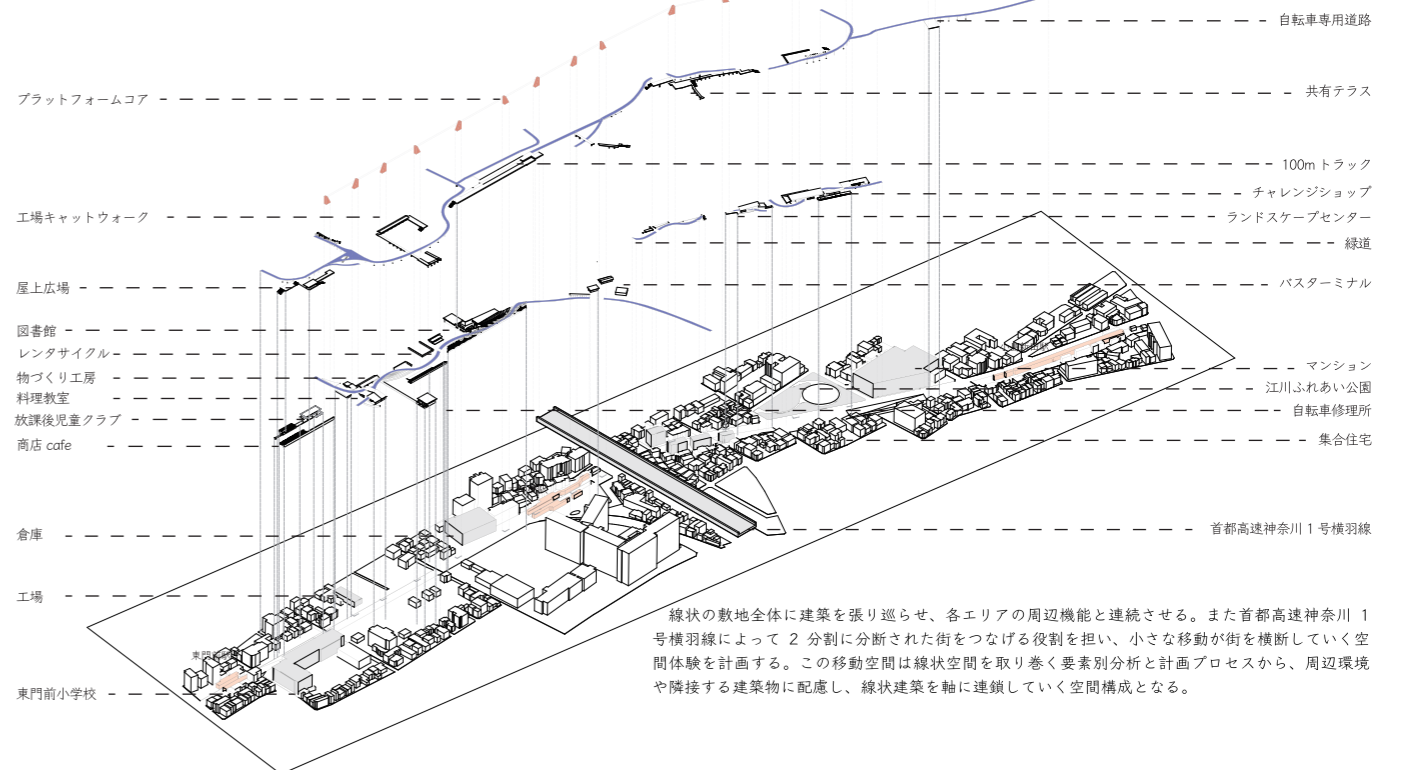 自転車専用道路
共有テラス
プラットフォームコア
100m トラック
チャレンジショップ
ランドスケープセンター
工場キャットウォーク
緑道
バスターミナル
屋上広場
図書館
レンタサイクル
物づくり工房
料理教室
放課後児童クラブ
商店 cafe
マンション
江川ふれあい公園
自転車修理所
集合住宅
首都高速神奈川 1 号横羽線
倉庫
工場
東門前小学校
線状の敷地全体に建築を張り巡らせ、各エリアの周辺機能と連続させる。また首都高速神奈川 1
号横羽線によって 2 分割に分断された街をつなげる役割を担い、小さな移動が街を横断していく空
間体験を計画する。この移動空間は線状空間を取り巻く要素別分析と計画プロセスから、周辺環境
や隣接する建築物に配慮し、線状建築を軸に連鎖していく空間構成となる。